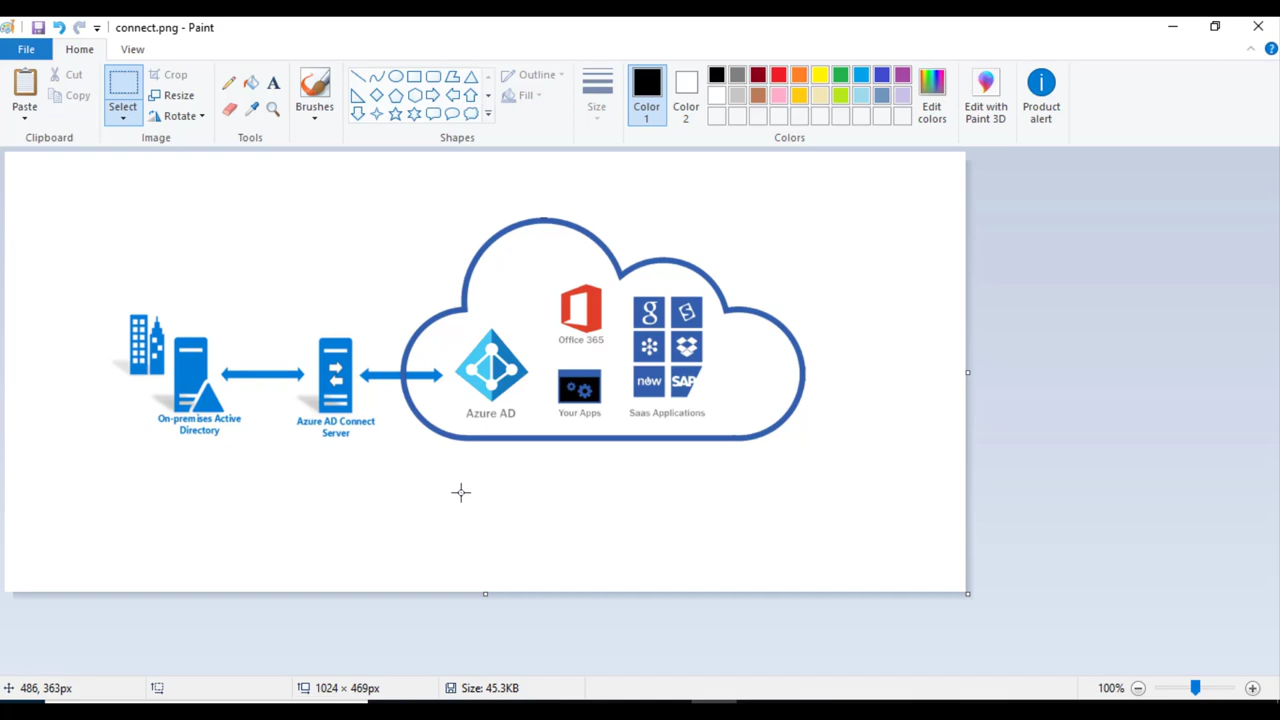 connect.png - Paint
File
Home
View
Paste
Cut
Copy
Clipboard
Select
Crop
Resize
Rotate
Image
A
Tools
Brushes
Outline
Fill
Shapes
Size
Color
1
Color
2
Edit
colors
Colors
Edit with
Paint 3D
Product
alert
Office 365
g
S
now
SAP
Azure AD
Your Apps
Saas Applications
On-premises Active
Directory
Azure AD Connect
Server
486, 363px
1024 × 469px
Size: 45.3KB
100%